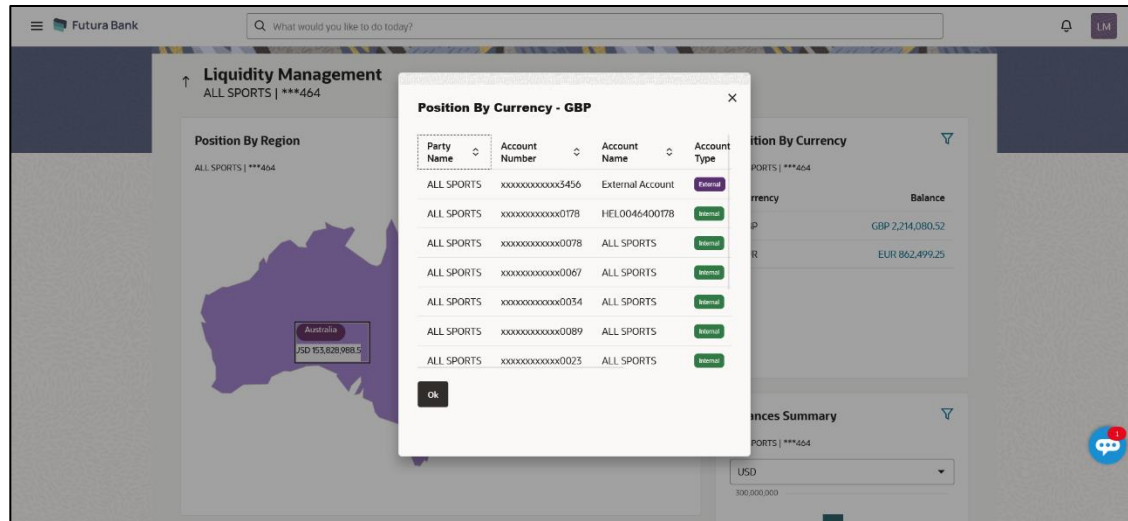 Futura Bank
What would you like to do today?
LM
Liquidity Management
ALL SPORTS | ***464
Position By Region
ALL SPORTS | ***464
Australia
USD 153,828,988.5
Position By Currency - GBP
Party Name Account Number Account Name Account Type
ALL SPORTS xxxxxxxxxxxx3456 External Account External
ALL SPORTS xxxxxxxxxxxx0178 HEL0046400178 Internal
ALL SPORTS xxxxxxxxxxxx0078 ALL SPORTS Internal
ALL SPORTS xxxxxxxxxxxx0067 ALL SPORTS Internal
ALL SPORTS xxxxxxxxxxxx0034 ALL SPORTS Internal
ALL SPORTS xxxxxxxxxxxx0089 ALL SPORTS Internal
ALL SPORTS xxxxxxxxxxxx0023 ALL SPORTS Internal
Ok
ition By Currency
PORTS | ***464
rrency Balance
P GBP 2,214,080.52
R EUR 862,499.25
ances Summary
PORTS | ***464
USD
300,000,000
1